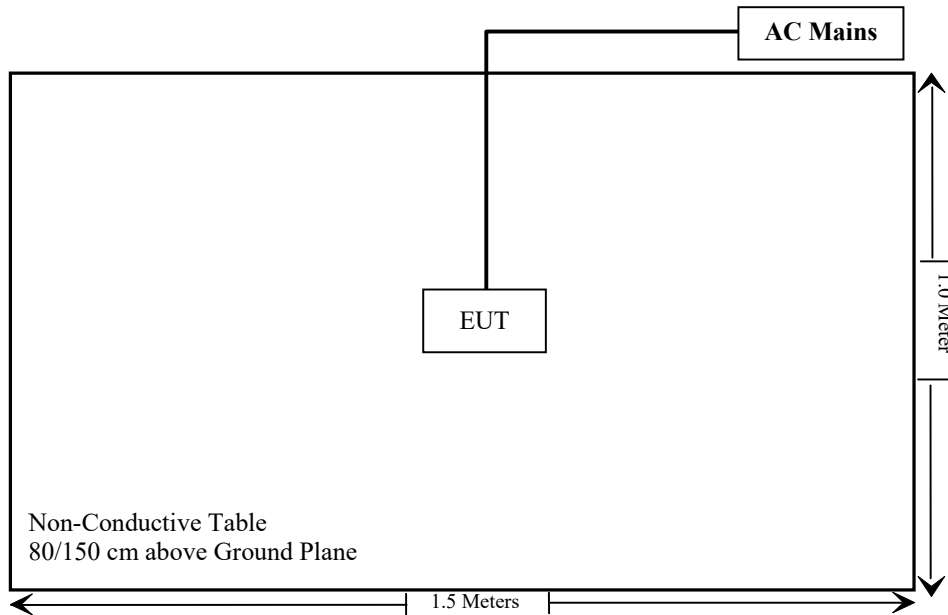 AC Mains
EUT
1.0 Meter
Non-Conductive Table
80/150 cm above Ground Plane
1.5 Meters